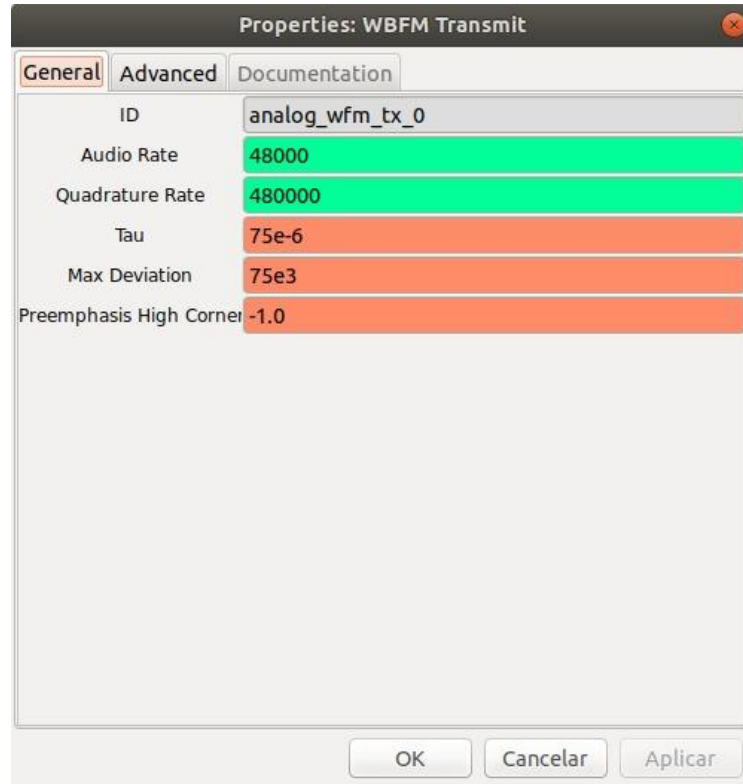 Properties: WBFM Transmit
General Advanced Documentation
ID analog_wfm_tx_0
Audio Rate 48000
Quadrature Rate 480000
Tau 75e-6
Max Deviation 75e3
Preemphasis High Corner -1.0
OK Cancelar Aplicar